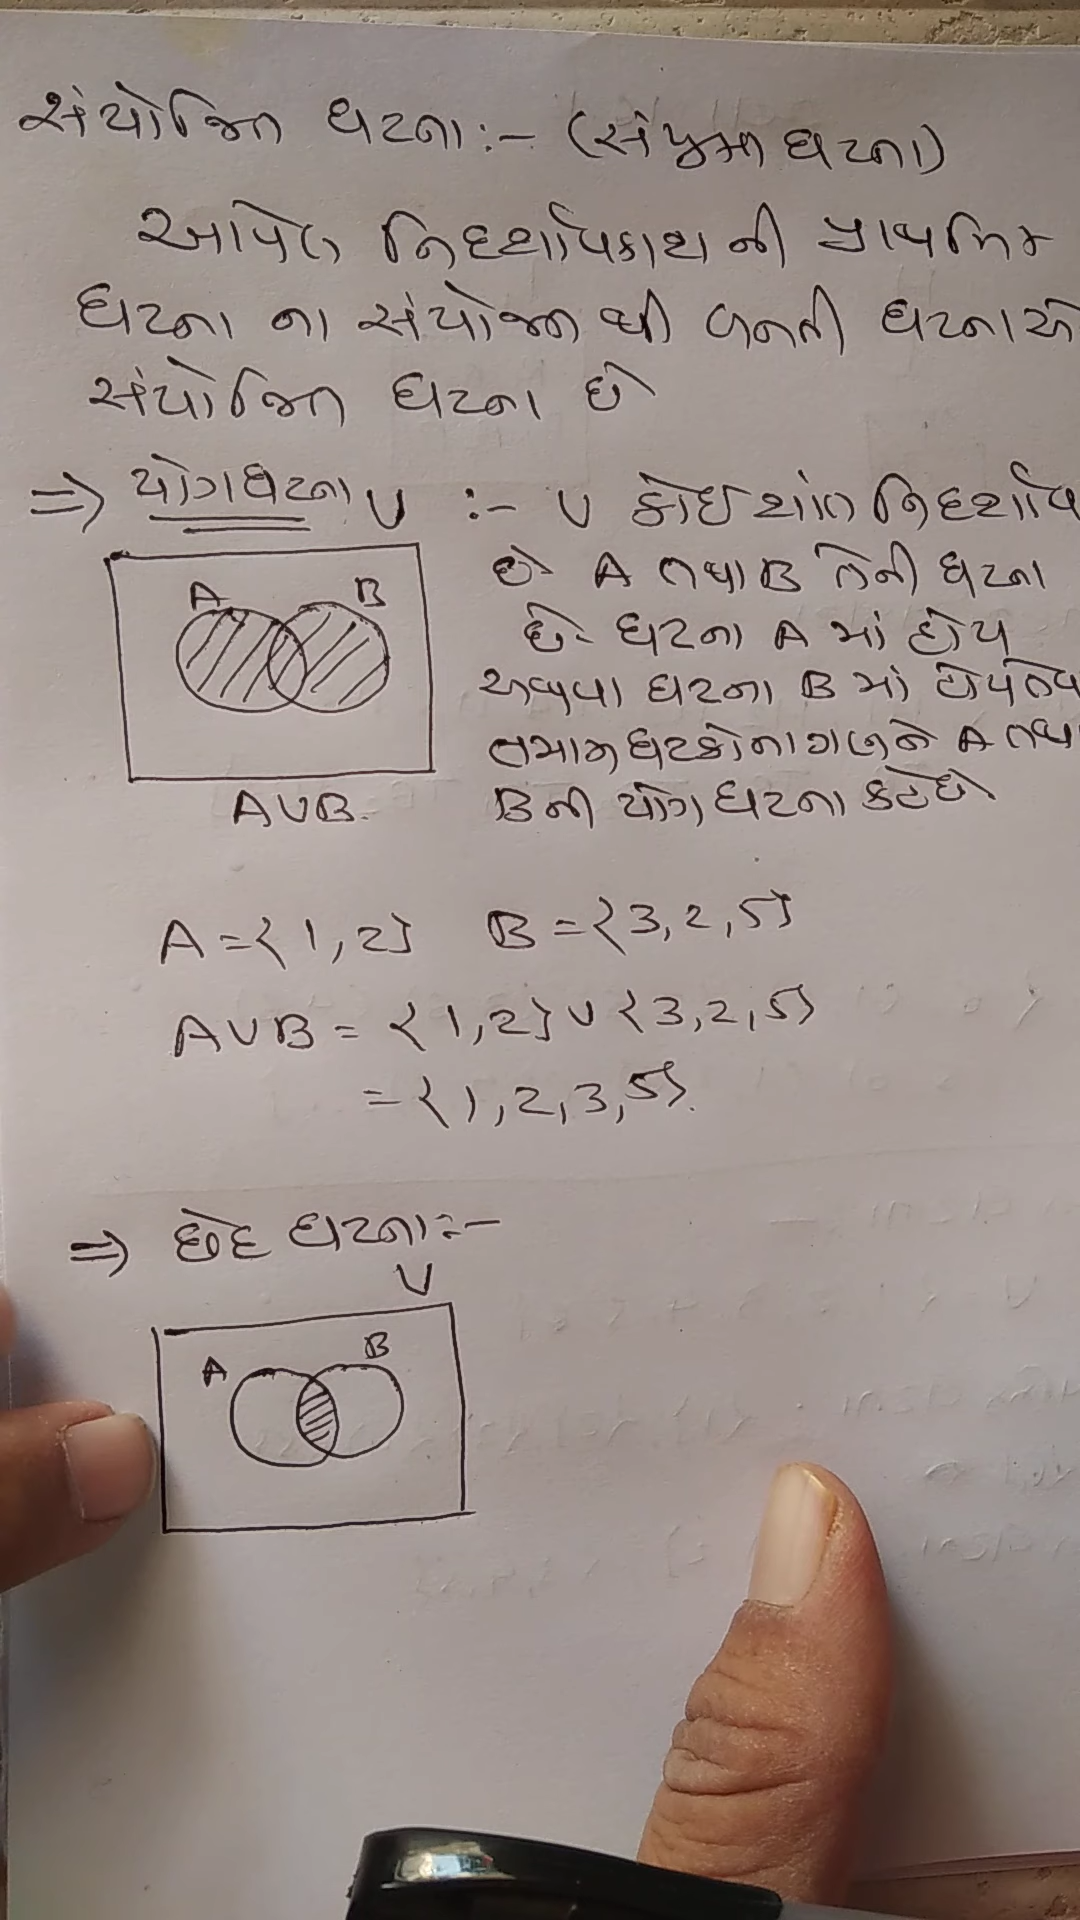 સંયોજિત ઘટના:- (સંયુક્ત ઘટના)
આપેલ નિદર્શાવકાશ ની પ્રાથમિક
ઘટના ના સંયોજન થી બનતી ઘટના એ
સંયોજિત ઘટના છે
⇒ યોગઘટના U :- U કોઈ શાંત નિદર્શાવ
છે A તથા B તેની ઘટના
છે ઘટના A માં હોય
અથવા ઘટના B માં હોય તેવ
તમામ ઘટકોના ગણને A તથા
B ની યોગ ઘટના કહે છે
A B
AUB.
A = {1, 2} B = {3, 2, 5}
AUB = {1, 2} U {3, 2, 5}
= {1, 2, 3, 5}.
⇒ છેદ ઘટના:-
U
A B